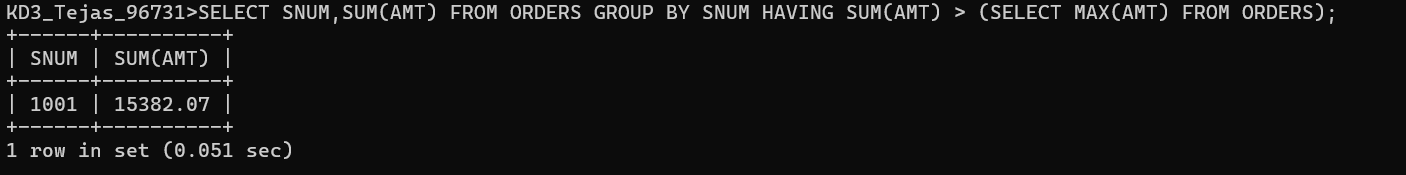 KD3_Tejas_96731>SELECT SNUM,SUM(AMT) FROM ORDERS GROUP BY SNUM HAVING SUM(AMT) > (SELECT MAX(AMT) FROM ORDERS);
+------+----------+
| SNUM | SUM(AMT) |
+------+----------+
| 1001 | 15382.07 |
+------+----------+
1 row in set (0.051 sec)